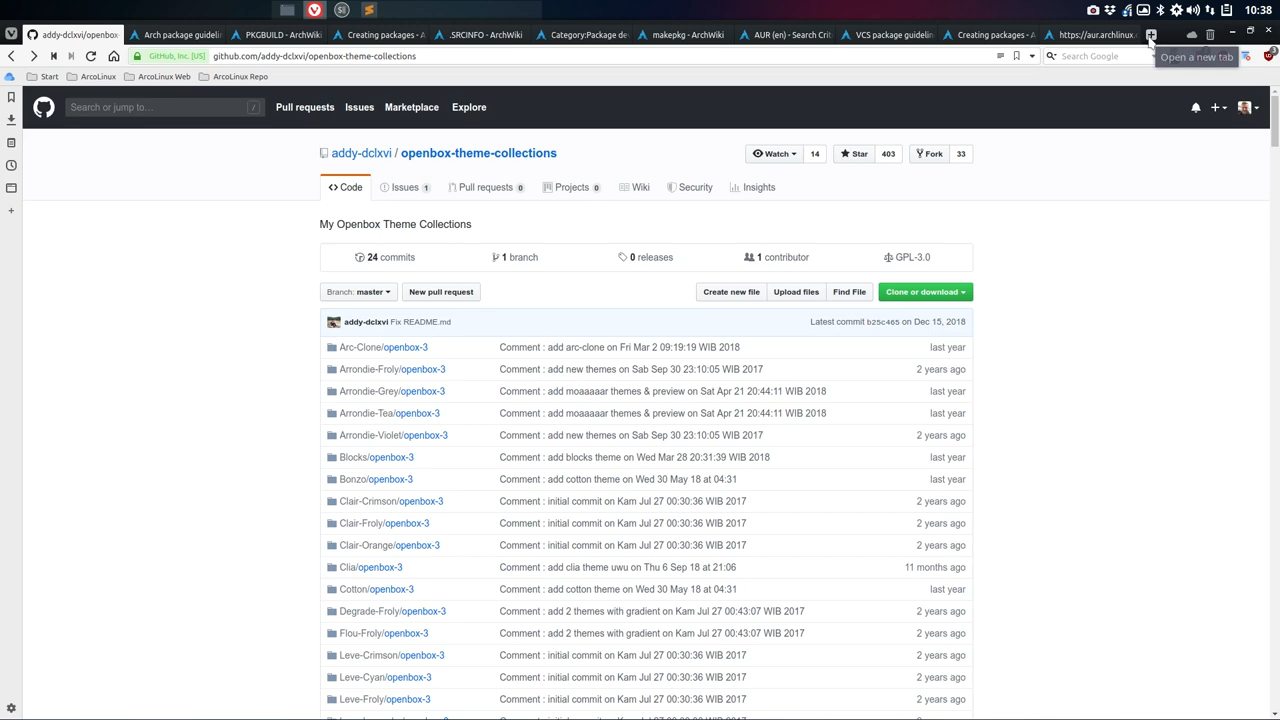 10:38
addy-dclxvi/openbox-
Arch package guidelin
PKGBUILD - ArchWiki
Creating packages - A
.SRCINFO - ArchWiki
Category:Package dev
makepkg - ArchWiki
AUR (en) - Search Crit
VCS package guidelin
Creating packages - A
https://aur.archlinux.
GitHub, Inc. [US]
github.com/addy-dclxvi/openbox-theme-collections
Search Google
Open a new tab
Start
ArcoLinux
ArcoLinux Web
ArcoLinux Repo
Search or jump to…
/
Pull requests
Issues
Marketplace
Explore
addy-dclxvi / openbox-theme-collections
Watch
14
Star
403
Fork
33
Code
Issues 1
Pull requests 0
Projects 0
Wiki
Security
Insights
My Openbox Theme Collections
24 commits
1 branch
0 releases
1 contributor
GPL-3.0
Branch: master
New pull request
Create new file
Upload files
Find File
Clone or download
addy-dclxvi Fix README.md
Latest commit b25c465 on Dec 15, 2018
Arc-Clone/openbox-3 Comment : add arc-clone on Fri Mar 2 09:19:19 WIB 2018 last year
Arrondie-Froly/openbox-3 Comment : add new themes on Sab Sep 30 23:10:05 WIB 2017 2 years ago
Arrondie-Grey/openbox-3 Comment : add moaaaaar themes & preview on Sat Apr 21 20:44:11 WIB 2018 last year
Arrondie-Tea/openbox-3 Comment : add moaaaaar themes & preview on Sat Apr 21 20:44:11 WIB 2018 last year
Arrondie-Violet/openbox-3 Comment : add new themes on Sab Sep 30 23:10:05 WIB 2017 2 years ago
Blocks/openbox-3 Comment : add blocks theme on Wed Mar 28 20:31:39 WIB 2018 last year
Bonzo/openbox-3 Comment : add cotton theme on Wed 30 May 18 at 04:31 last year
Clair-Crimson/openbox-3 Comment : initial commit on Kam Jul 27 00:30:36 WIB 2017 2 years ago
Clair-Froly/openbox-3 Comment : initial commit on Kam Jul 27 00:30:36 WIB 2017 2 years ago
Clair-Orange/openbox-3 Comment : initial commit on Kam Jul 27 00:30:36 WIB 2017 2 years ago
Clia/openbox-3 Comment : add clia theme uwu on Thu 6 Sep 18 at 21:06 11 months ago
Cotton/openbox-3 Comment : add cotton theme on Wed 30 May 18 at 04:31 last year
Degrade-Froly/openbox-3 Comment : add 2 themes with gradient on Kam Jul 27 00:43:07 WIB 2017 2 years ago
Flou-Froly/openbox-3 Comment : add 2 themes with gradient on Kam Jul 27 00:43:07 WIB 2017 2 years ago
Leve-Crimson/openbox-3 Comment : initial commit on Kam Jul 27 00:30:36 WIB 2017 2 years ago
Leve-Cyan/openbox-3 Comment : initial commit on Kam Jul 27 00:30:36 WIB 2017 2 years ago
Leve-Froly/openbox-3 Comment : initial commit on Kam Jul 27 00:30:36 WIB 2017 2 years ago